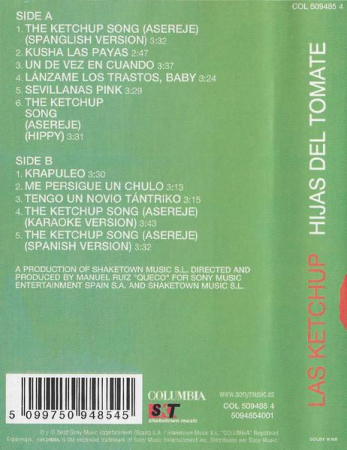 COL 509485 4
SIDE A
1.THE KETCHUP SONG (ASEREJE)
(SPANGLISH VERSION) 3:32
2.KUSHA LAS PAYAS 2:47
3.UN DE VEZ EN CUANDO 3:37
4.LÁNZAME LOS TRASTOS, BABY 3:24
5.SEVILLANAS PINK 3:29
6.THE KETCHUP
SONG
(ASEREJE)
(HIPPY) 3:31
SIDE B
1.KRAPULEO 3:30
2.ME PERSIGUE UN CHULO 3:13
3.TENGO UN NOVIO TÁNTRIKO 3:15
4.THE KETCHUP SONG (ASEREJE)
(KARAOKE VERSION) 3:43
5.THE KETCHUP SONG (ASEREJE)
(SPANISH VERSION) 3:32
A PRODUCTION OF SHAKETOWN MUSIC S.L. DIRECTED AND
PRODUCED BY MANUEL RUIZ "QUECO" FOR SONY MUSIC
ENTERTAINMENT SPAIN S.A. AND SHAKETOWN MUSIC S.L.
5 099750 948545
COLUMBIA
S&T
shaketown music
www.sonymusic.es
COL 509485 4
5094854001
LAS KETCHUP HIJAS DEL TOMATE
DOLBY B NR